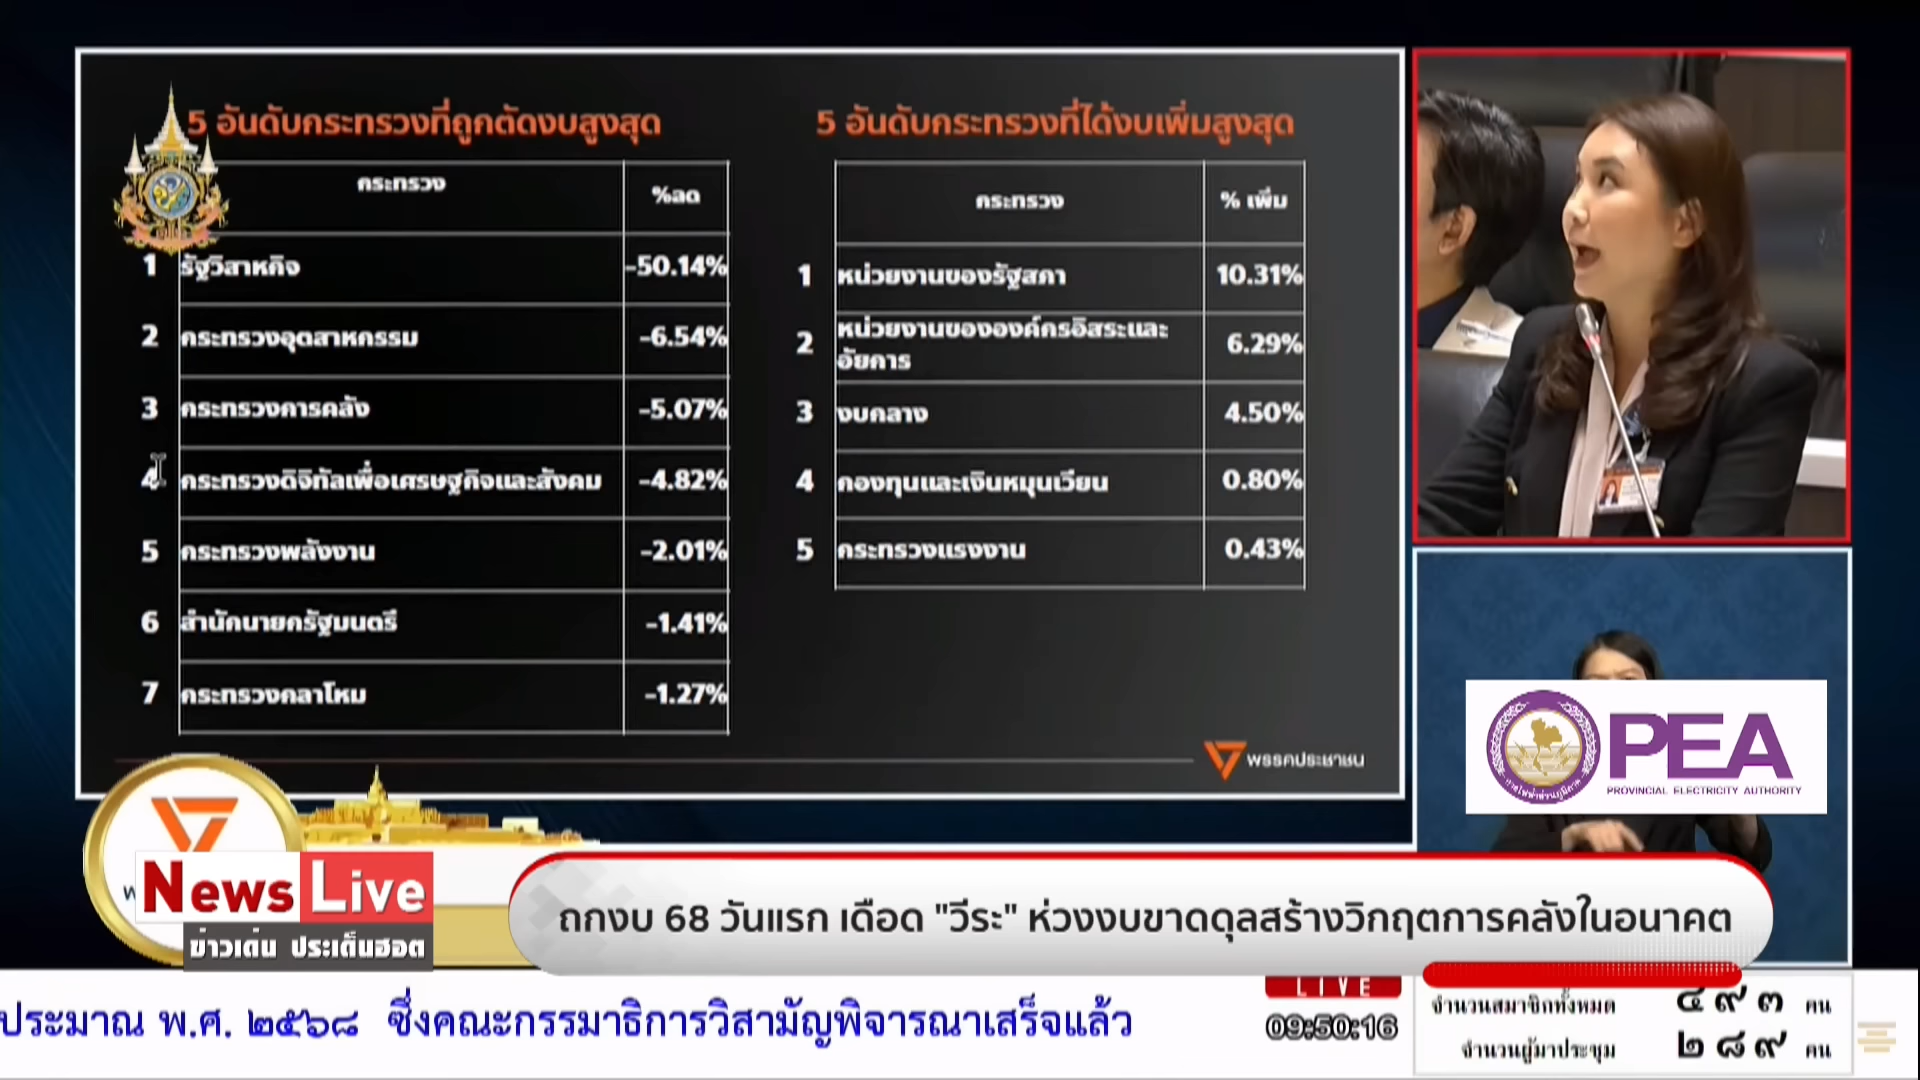 5 อันดับกระทรวงที่ถูกตัดงบสูงสุด
กระทรวง %ลด
1 รัฐวิสาหกิจ -50.14%
2 กระทรวงอุตสาหกรรม -6.54%
3 กระทรวงการคลัง -5.07%
4 กระทรวงดิจิทัลเพื่อเศรษฐกิจและสังคม -4.82%
5 กระทรวงพลังงาน -2.01%
6 สำนักนายกรัฐมนตรี -1.41%
7 กระทรวงกลาโหม -1.27%
5 อันดับกระทรวงที่ได้งบเพิ่มสูงสุด
กระทรวง % เพิ่ม
1 หน่วยงานของรัฐสภา 10.31%
2 หน่วยงานขององค์กรอิสระและ
อัยการ 6.29%
3 งบกลาง 4.50%
4 กองทุนและเงินหมุนเวียน 0.80%
5 กระทรวงแรงงาน 0.43%
พรรคประชาชน
PEA
PROVINCIAL ELECTRICITY AUTHORITY
News Live
ข่าวเด่น ประเด็นฮอต
ถกงบ 68 วันแรก เดือด "วีระ" ห่วงงบขาดดุลสร้างวิกฤตการคลังในอนาคต
ประมาณ พ.ศ. ๒๕๖๘ ซึ่งคณะกรรมาธิการวิสามัญพิจารณาเสร็จแล้ว
LIVE
09:50:16
จำนวนสมาชิกทั้งหมด ๔๙๓ คน
จำนวนผู้มาประชุม ๒๘๙ คน